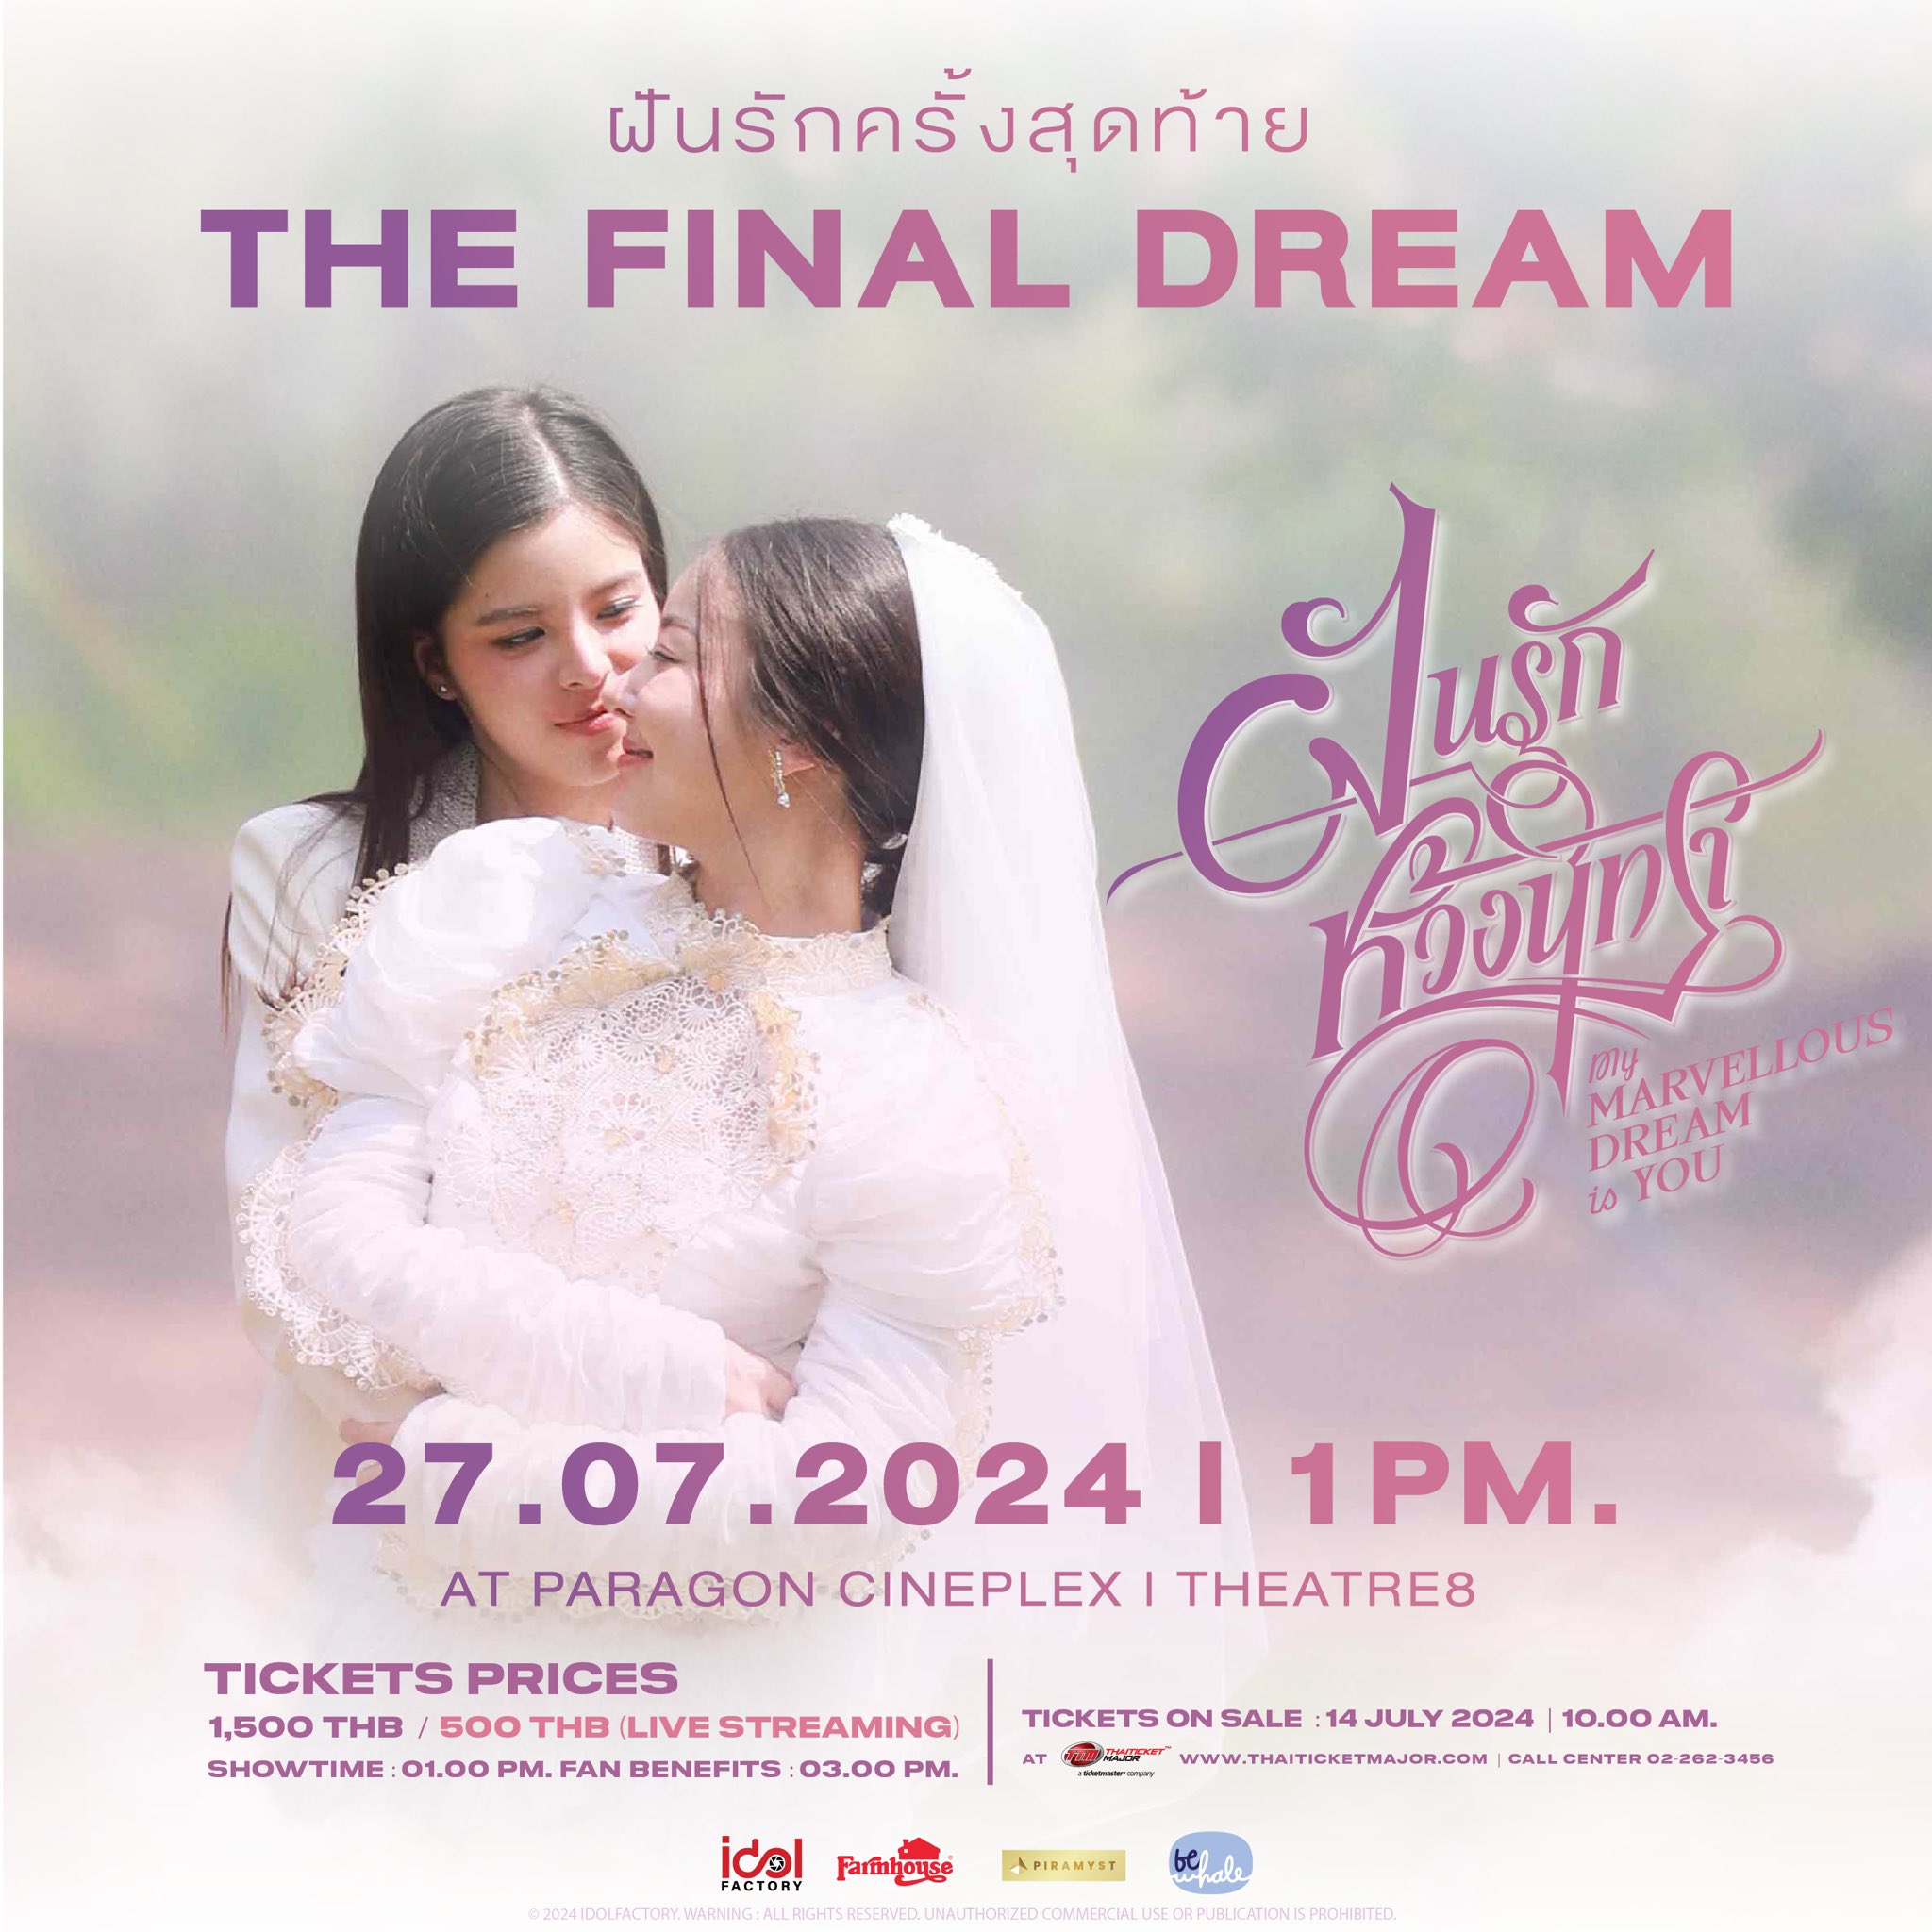 ฝันรักครั้งสุดท้าย
THE FINAL DREAM
ฝันรัก
ห้วงนิทรา
my
MARVELLOUS
DREAM
is YOU
27.07.2024 | 1PM.
AT PARAGON CINEPLEX | THEATRE8
TICKETS PRICES
1,500 THB / 500 THB (LIVE STREAMING)
SHOWTIME : 01.00 PM. FAN BENEFITS : 03.00 PM.
TICKETS ON SALE : 14 JULY 2024 | 10.00 AM.
AT TTM THAITICKET MAJOR™ a ticketmaster® company WWW.THAITICKETMAJOR.COM | CALL CENTER 02-262-3456
idol FACTORY
Farmhouse®
PIRAMYST
be whale
© 2024 IDOLFACTORY. WARNING : ALL RIGHTS RESERVED. UNAUTHORIZED COMMERCIAL USE OR PUBLICATION IS PROHIBITED.